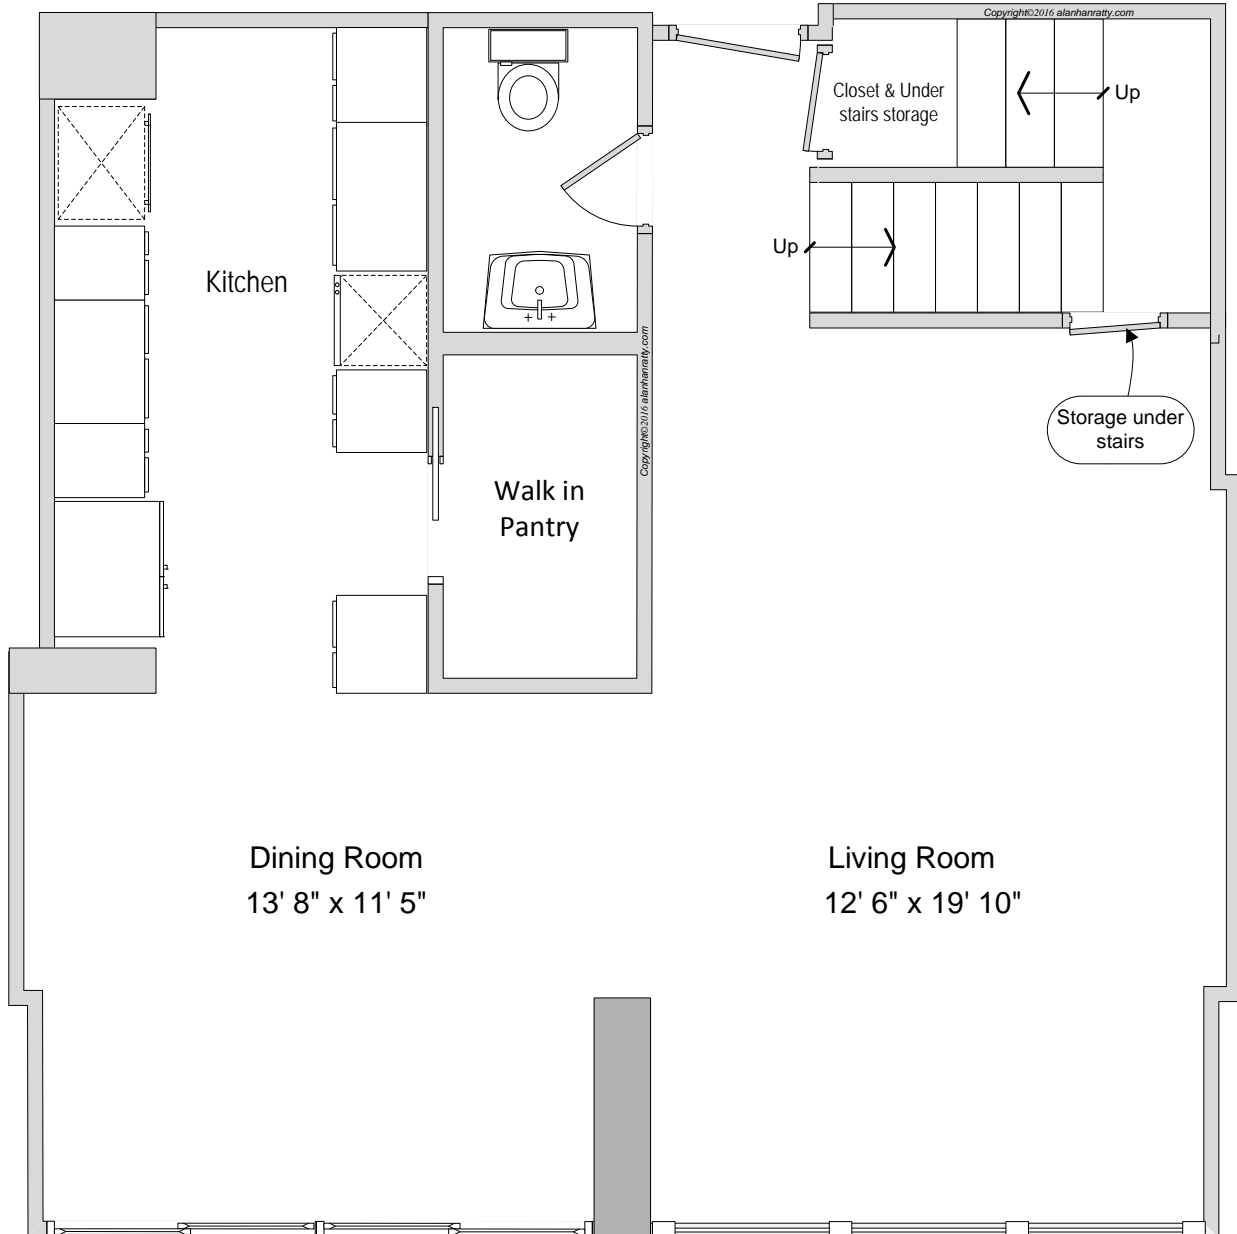 Copyright©2016 alanhanratty.com
Closet & Under
stairs storage
Up
Up
Kitchen
Copyright©2016 alanhanratty.com
Storage under
stairs
Walk in
Pantry
Dining Room
13' 8" x 11' 5"
Living Room
12' 6" x 19' 10"